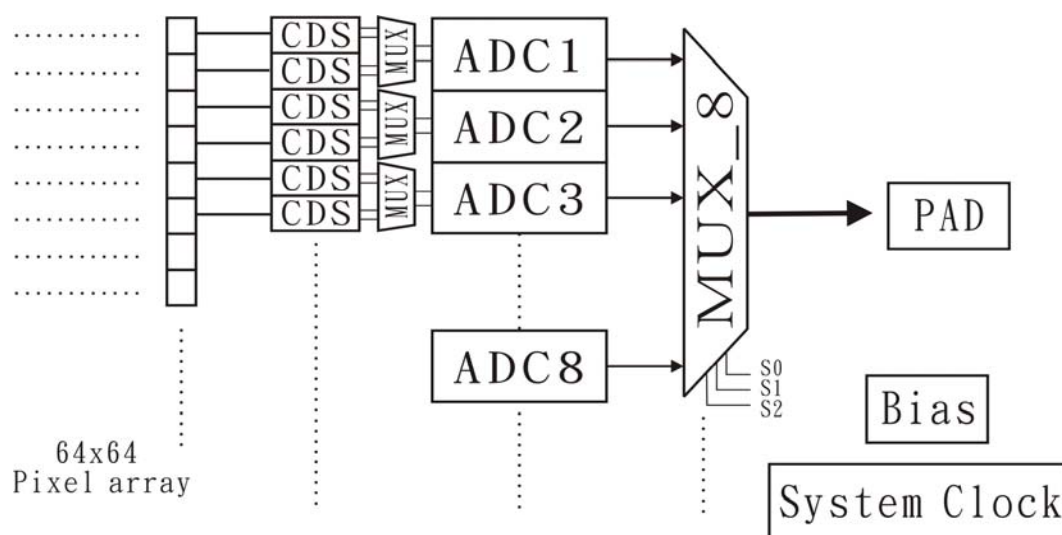 CDS
CDS
CDS
CDS
CDS
CDS
MUX
MUX
MUX
ADC1
ADC2
ADC3
ADC8
MUX_8
S0
S1
S2
PAD
Bias
System Clock
64x64
Pixel array